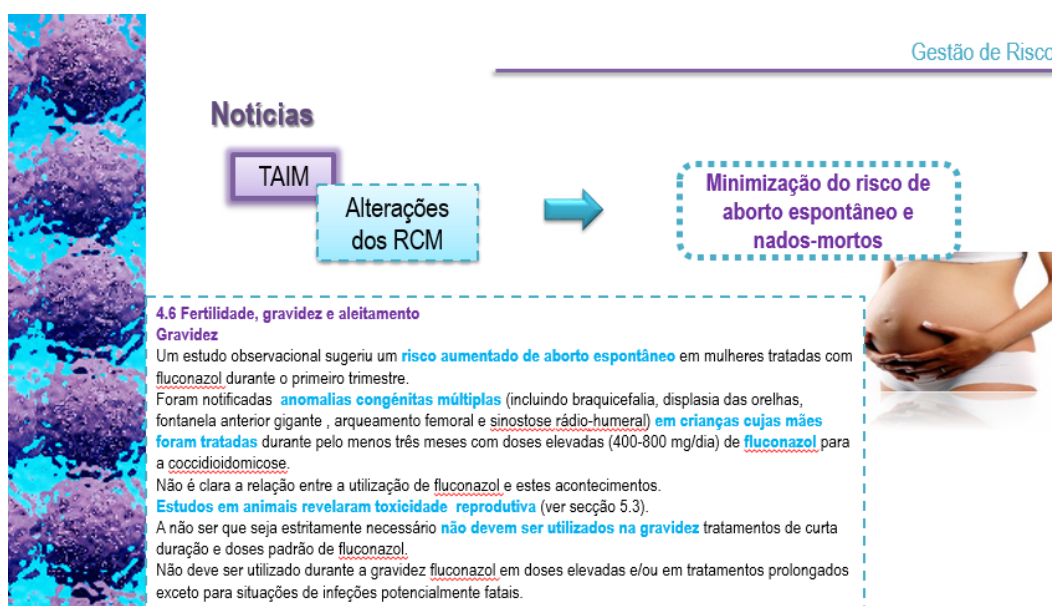 Gestão de Risco
Notícias
TAIM
Alterações
dos RCM
Minimização do risco de
aborto espontâneo e
nados-mortos
4.6 Fertilidade, gravidez e aleitamento
Gravidez
Um estudo observacional sugeriu um risco aumentado de aborto espontâneo em mulheres tratadas com
fluconazol durante o primeiro trimestre.
Foram notificadas anomalias congénitas múltiplas (incluindo braquicefalia, displasia das orelhas,
fontanela anterior gigante , arqueamento femoral e sinostose rádio-humeral) em crianças cujas mães
foram tratadas durante pelo menos três meses com doses elevadas (400-800 mg/dia) de fluconazol para
a coccidioidomicose.
Não é clara a relação entre a utilização de fluconazol e estes acontecimentos.
Estudos em animais revelaram toxicidade reprodutiva (ver secção 5.3).
A não ser que seja estritamente necessário não devem ser utilizados na gravidez tratamentos de curta
duração e doses padrão de fluconazol.
Não deve ser utilizado durante a gravidez fluconazol em doses elevadas e/ou em tratamentos prolongados
exceto para situações de infeções potencialmente fatais.